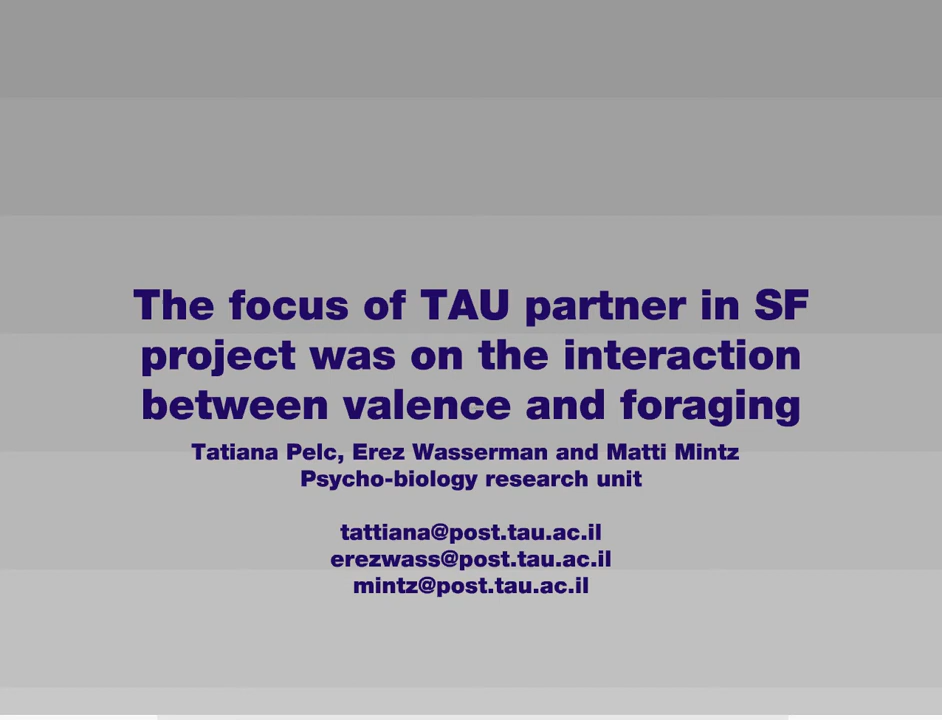 The focus of TAU partner in SF
project was on the interaction
between valence and foraging
Tatiana Pelc, Erez Wasserman and Matti Mintz
Psycho-biology research unit
tattiana@post.tau.ac.il
erezwass@post.tau.ac.il
mintz@post.tau.ac.il